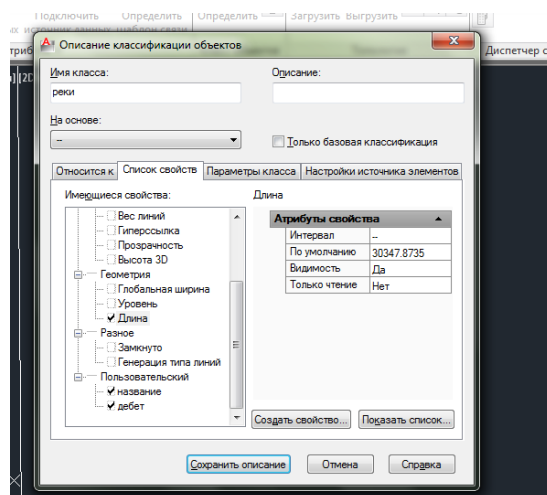 Подключить Определить Определить Загрузить Выгрузить
Диспетчер с
Описание классификации объектов
][2D
Имя класса: Описание:
реки
На основе:
-- Только базовая классификация
Относится к Список свойств Параметры класса Настройки источника элементов
Имеющиеся свойства: Длина
Вес линий
Гиперссылка
Прозрачность
Высота 3D
Геометрия
Глобальная ширина
Уровень
Длина
Разное
Замкнуто
Генерация типа линий
Пользовательский
название
дебет
Атрибуты свойства
Интервал --
По умолчанию 30347.8735
Видимость Да
Только чтение Нет
Создать свойство... Показать список...
Сохранить описание Отмена Справка